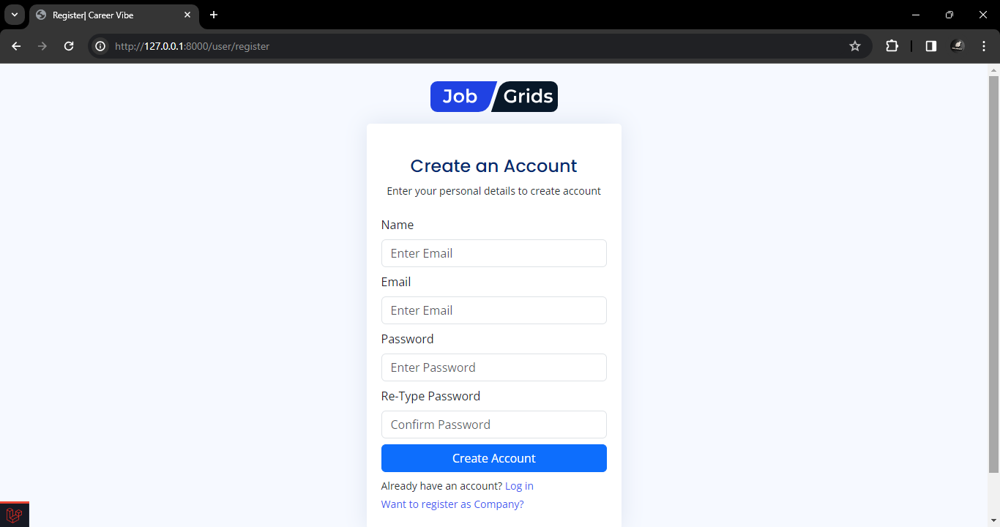 Register| Career Vibe
http://127.0.0.1:8000/user/register
Job Grids
Create an Account
Enter your personal details to create account
Name
Enter Email
Email
Enter Email
Password
Enter Password
Re-Type Password
Confirm Password
Create Account
Already have an account? Log in
Want to register as Company?